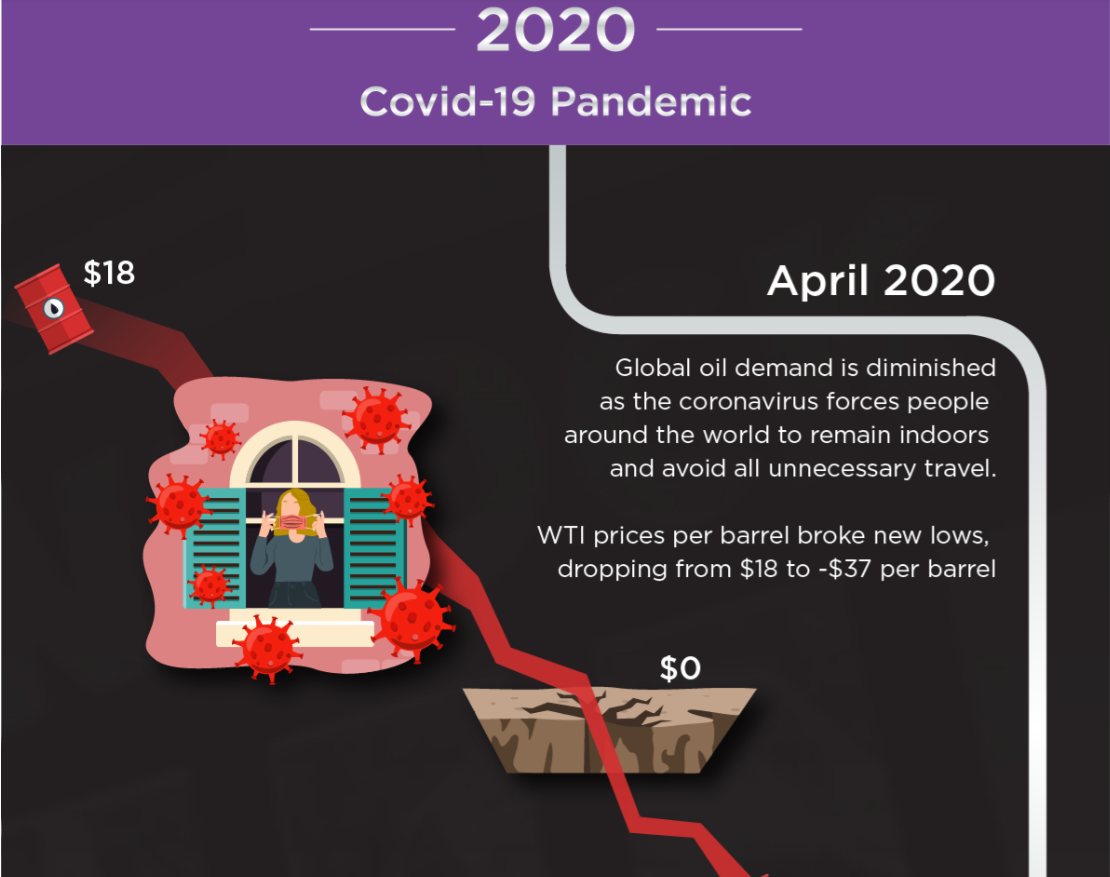 2020
Covid-19 Pandemic
$18
April 2020
Global oil demand is diminished
as the coronavirus forces people
around the world to remain indoors
and avoid all unnecessary travel.
WTI prices per barrel broke new lows,
dropping from $18 to -$37 per barrel
$0